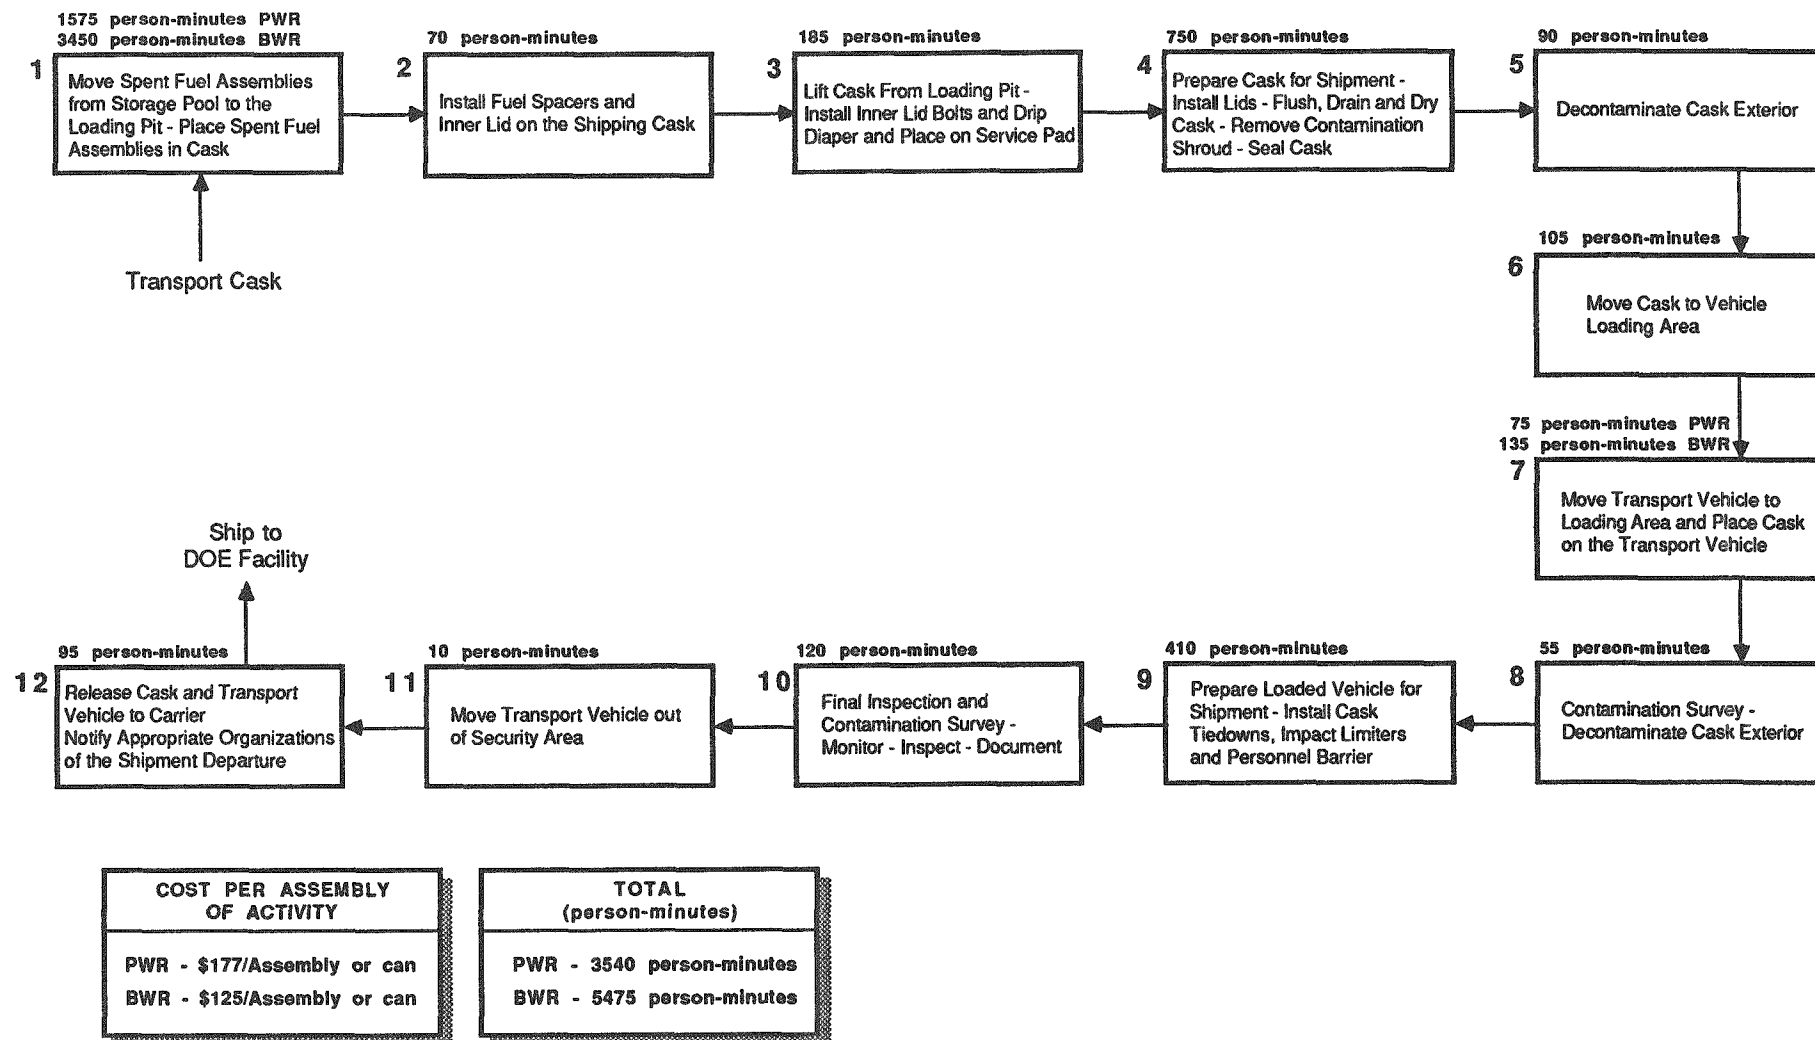 1575 person-minutes PWR
3450 person-minutes BWR
1
Move Spent Fuel Assemblies
from Storage Pool to the
Loading Pit - Place Spent Fuel
Assemblies in Cask
Transport Cask
70 person-minutes
2
Install Fuel Spacers and
Inner Lid on the Shipping Cask
185 person-minutes
3
Lift Cask From Loading Pit -
Install Inner Lid Bolts and Drip
Diaper and Place on Service Pad
750 person-minutes
4
Prepare Cask for Shipment -
Install Lids - Flush, Drain and Dry
Cask - Remove Contamination
Shroud - Seal Cask
90 person-minutes
5
Decontaminate Cask Exterior
105 person-minutes
6
Move Cask to Vehicle
Loading Area
75 person-minutes PWR
135 person-minutes BWR
7
Move Transport Vehicle to
Loading Area and Place Cask
on the Transport Vehicle
55 person-minutes
8
Contamination Survey -
Decontaminate Cask Exterior
410 person-minutes
9
Prepare Loaded Vehicle for
Shipment - Install Cask
Tiedowns, Impact Limiters
and Personnel Barrier
120 person-minutes
10
Final Inspection and
Contamination Survey -
Monitor - Inspect - Document
10 person-minutes
11
Move Transport Vehicle out
of Security Area
95 person-minutes
12
Release Cask and Transport
Vehicle to Carrier
Notify Appropriate Organizations
of the Shipment Departure
Ship to
DOE Facility
COST PER ASSEMBLY
OF ACTIVITY
PWR - $177/Assembly or can
BWR - $125/Assembly or can
TOTAL
(person-minutes)
PWR - 3540 person-minutes
BWR - 5475 person-minutes